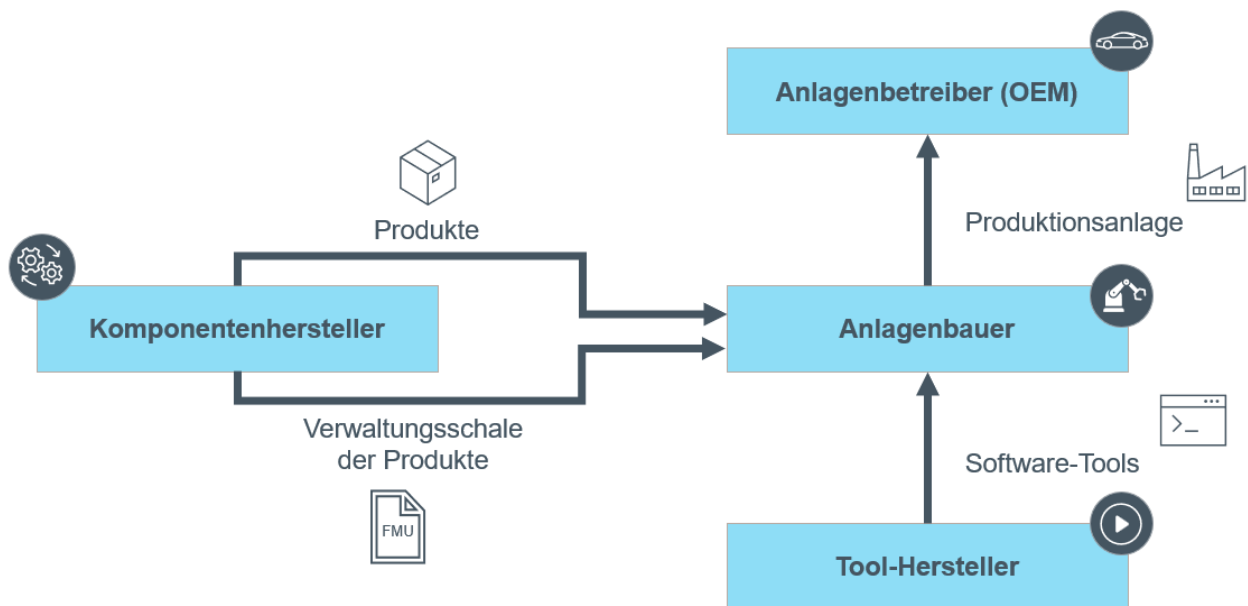 Anlagenbetreiber (OEM)
Produkte
Produktionsanlage
Komponentenhersteller
Anlagenbauer
Verwaltungsschale
der Produkte
Software-Tools
FMU
Tool-Hersteller